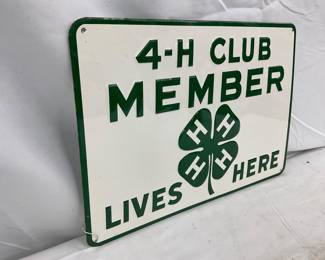 4-H CLUB
MEMBER
H H
H H
LIVES HERE